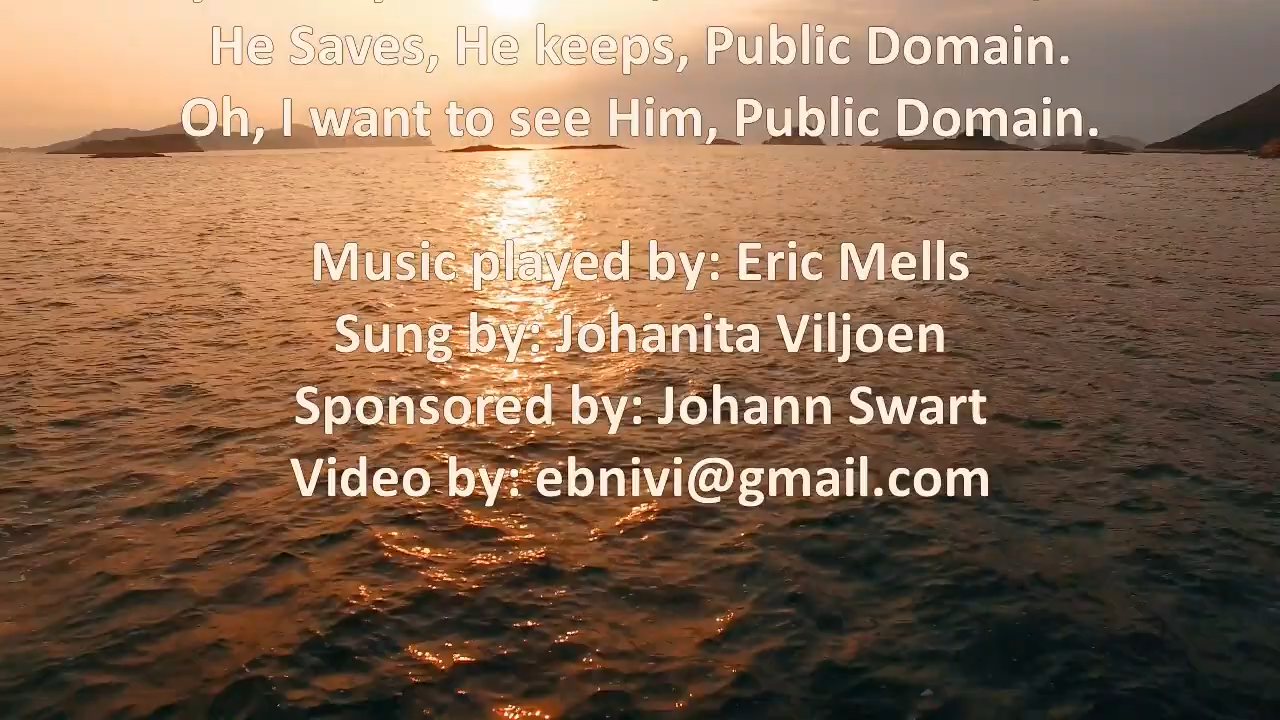 He Saves, He keeps, Public Domain.
Oh, I want to see Him, Public Domain.
Music played by: Eric Mells
Sung by: Johanita Viljoen
Sponsored by: Johann Swart
Video by: ebnivi@gmail.com